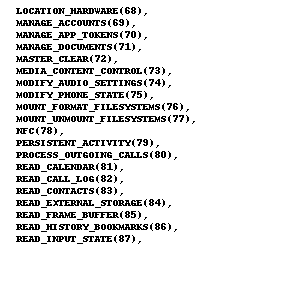 LOCATION_HARDWARE(68),
MANAGE_ACCOUNTS(69),
MANAGE_APP_TOKENS(70),
MANAGE_DOCUMENTS(71),
MASTER_CLEAR(72),
MEDIA_CONTENT_CONTROL(73),
MODIFY_AUDIO_SETTINGS(74),
MODIFY_PHONE_STATE(75),
MOUNT_FORMAT_FILESYSTEMS(76),
MOUNT_UNMOUNT_FILESYSTEMS(77),
NFC(78),
PERSISTENT_ACTIVITY(79),
PROCESS_OUTGOING_CALLS(80),
READ_CALENDAR(81),
READ_CALL_LOG(82),
READ_CONTACTS(83),
READ_EXTERNAL_STORAGE(84),
READ_FRAME_BUFFER(85),
READ_HISTORY_BOOKMARKS(86),
READ_INPUT_STATE(87),